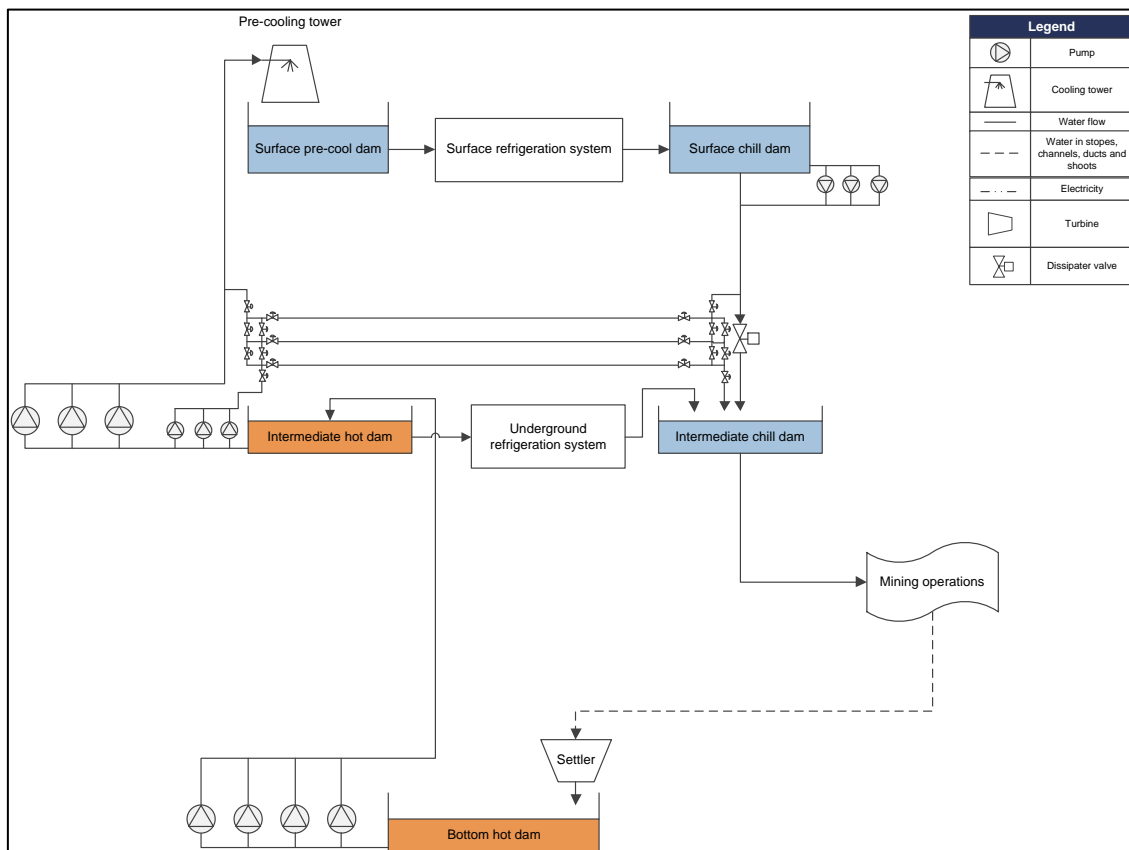 Pre-cooling tower
Legend
Pump
Cooling tower
Water flow
Water in stopes,
channels, ducts and
shoots
Electricity
Turbine
Dissipater valve
Surface pre-cool dam
Surface refrigeration system
Surface chill dam
Intermediate hot dam
Underground
refrigeration system
Intermediate chill dam
Mining operations
Settler
Bottom hot dam